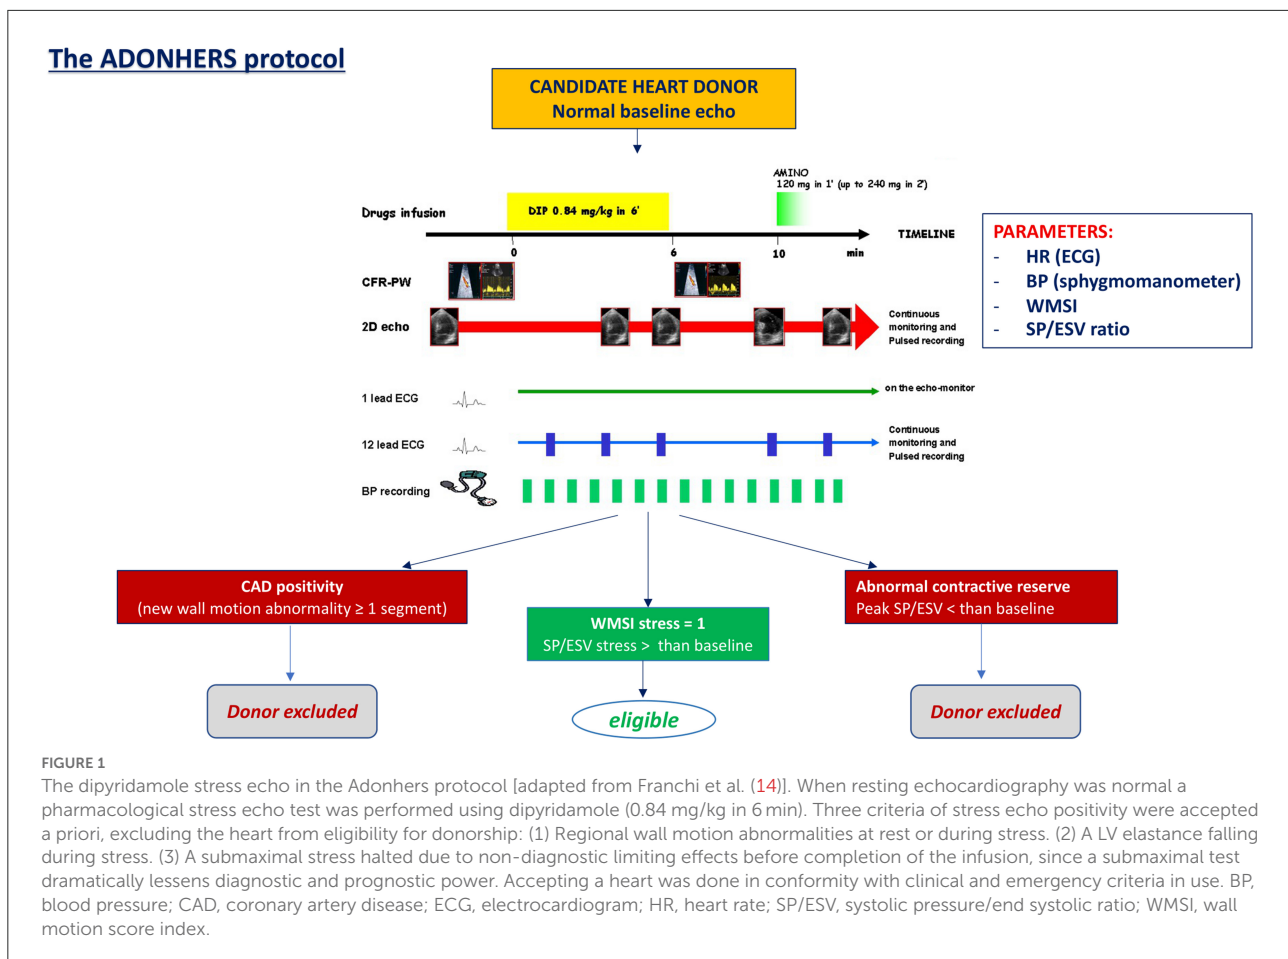 The ADONHERS protocol
CANDIDATE HEART DONOR
Normal baseline echo
AMINO
120 mg in 1' (up to 240 mg in 2')
Drugs infusion
DIP 0.84 mg/kg in 6'
TIMELINE
0
6
10
min
CFR-PW
2D echo
Continuous
monitoring and
Pulsed recording
PARAMETERS:
- HR (ECG)
- BP (sphygmomanometer)
- WMSI
- SP/ESV ratio
1 lead ECG
on the echo-monitor
12 lead ECG
Continuous
monitoring and
Pulsed recording
BP recording
CAD positivity
(new wall motion abnormality ≥ 1 segment)
WMSI stress = 1
SP/ESV stress > than baseline
Abnormal contractive reserve
Peak SP/ESV < than baseline
Donor excluded
eligible
Donor excluded
FIGURE 1
The dipyridamole stress echo in the Adonhers protocol [adapted from Franchi et al. (14)]. When resting echocardiography was normal a
pharmacological stress echo test was performed using dipyridamole (0.84 mg/kg in 6 min). Three criteria of stress echo positivity were accepted
a priori, excluding the heart from eligibility for donorship: (1) Regional wall motion abnormalities at rest or during stress. (2) A LV elastance falling
during stress. (3) A submaximal stress halted due to non-diagnostic limiting effects before completion of the infusion, since a submaximal test
dramatically lessens diagnostic and prognostic power. Accepting a heart was done in conformity with clinical and emergency criteria in use. BP,
blood pressure; CAD, coronary artery disease; ECG, electrocardiogram; HR, heart rate; SP/ESV, systolic pressure/end systolic ratio; WMSI, wall
motion score index.